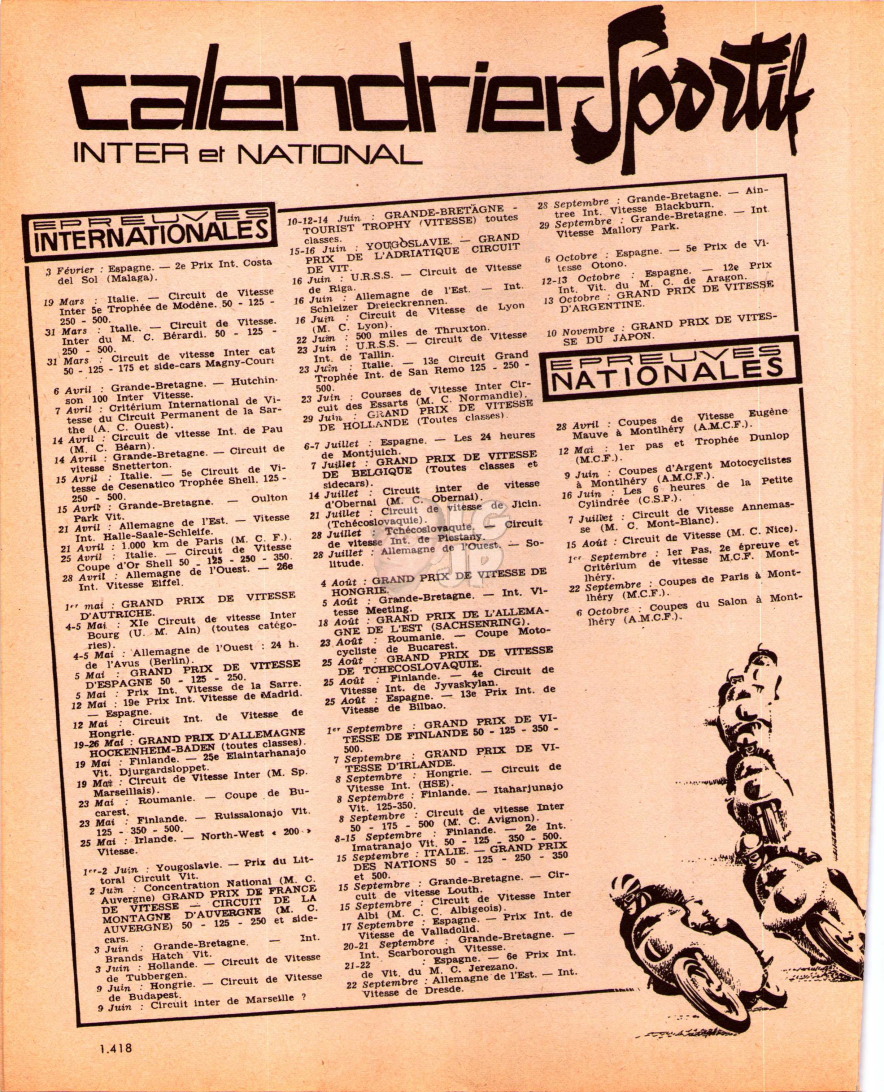 calendrier Sportif
INTER et NATIONAL
EPREUVES
INTERNATIONALES
3 Février : Espagne. — 2e Prix Int. Costa
del Sol (Malaga).
19 Mars : Italie. — Circuit de Vitesse
Inter 5e Trophée de Modène. 50 - 125 -
250 - 500.
31 Mars : Italie. — Circuit de Vitesse.
Inter du M. C. Bérardi. 50 - 125 -
250 - 500.
31 Mars : Circuit de vitesse Inter cat
50 - 125 - 175 et side-cars Magny-Cours
6 Avril : Grande-Bretagne. — Hutchin-
son 100 Inter Vitesse.
7 Avril : Critérium International de Vi-
tesse du Circuit Permanent de la Sar-
the (A. C. Ouest).
14 Avril : Circuit de vitesse Int. de Pau
(M. C. Béarn).
14 Avril : Grande-Bretagne. — Circuit de
vitesse Snetterton.
15 Avril : Italie. — 5e Circuit de Vi-
tesse de Cesenatico Trophée Shell. 125 -
250 - 500.
15 Avril : Grande-Bretagne. — Oulton
Park Vit.
21 Avril : Allemagne de l'Est. — Vitesse
Int. Halle-Saale-Schleife.
21 Avril : 1.000 km de Paris (M. C. F.).
25 Avril : Italie. — Circuit de Vitesse
Coupe d'Or Shell 50 - 125 - 250 - 350.
28 Avril : Allemagne de l'Ouest. — 26e
Int. Vitesse Eiffel.
1er mai : GRAND PRIX DE VITESSE
D'AUTRICHE.
4-5 Mai : XIe Circuit de vitesse Inter
Bourg (U. M. Ain) (toutes catégo-
ries).
4-5 Mai : Allemagne de l'Ouest : 24 h.
de l'Avus (Berlin).
5 Mai : GRAND PRIX DE VITESSE
D'ESPAGNE 50 - 125 - 250.
5 Mai : Prix Int. Vitesse de la Sarre.
12 Mai : 19e Prix Int. Vitesse de Madrid.
— Espagne.
12 Mai : Circuit Int. de Vitesse de
Hongrie.
19-26 Mai : GRAND PRIX D'ALLEMAGNE
HOCKENHEIM-BADEN (toutes classes).
19 Mai : Finlande. — 25e Elaintarhanajo
Vit. Djurgardsloppet.
19 Mai : Circuit de Vitesse Inter (M. Sp.
Marseillais).
23 Mai : Roumanie. — Coupe de Bu-
carest.
23 Mai : Finlande. — Ruissalonajo Vit.
125 - 350 - 500.
25 Mai : Irlande. — North-West « 200 »
Vitesse.
1er-2 Juin : Yougoslavie. — Prix du Lit-
toral Circuit Vit.
2 Juin : Concentration National (M. C.
Auvergne) GRAND PRIX DE FRANCE
DE VITESSE — CIRCUIT DE LA
MONTAGNE D'AUVERGNE (M. C.
AUVERGNE) 50 - 125 - 250 et side-
cars.
3 Juin : Grande-Bretagne. — Int.
Brands Hatch Vit.
3 Juin : Hollande. — Circuit de Vitesse
de Tubbergen.
9 Juin : Hongrie. — Circuit de Vitesse
de Budapest.
9 Juin : Circuit inter de Marseille ?
10-12-14 Juin : GRANDE-BRETAGNE -
TOURIST TROPHY (VITESSE) toutes
classes.
15-16 Juin : YOUGOSLAVIE. — GRAND
PRIX DE L'ADRIATIQUE CIRCUIT
DE VIT.
16 Juin : U.R.S.S. — Circuit de Vitesse
de Riga.
16 Juin : Allemagne de l'Est. — Int.
Schleizer Dreieckrennen.
16 Juin : Circuit de Vitesse de Lyon
(M. C. Lyon).
22 Juin : 500 miles de Thruxton.
23 Juin : U.R.S.S. — Circuit de Vitesse
Int. de Tallin.
23 Juin : Italie. — 13e Circuit Grand
Trophée Int. de San Remo 125 - 250 -
500.
23 Juin : Courses de Vitesse Inter Cir-
cuit des Essarts (M. C. Normandie).
29 Juin : GRAND PRIX DE VITESSE
DE HOLLANDE (Toutes classes)
6-7 Juillet : Espagne. — Les 24 heures
de Montjuich.
7 Juillet : GRAND PRIX DE VITESSE
DE BELGIQUE (Toutes classes et
sidecars).
14 Juillet : Circuit inter de vitesse
d'Obernai (M. C. Obernai).
21 Juillet : Circuit de vitesse de Jicin.
(Tchécoslovaquie).
28 Juillet : Tchécoslovaquie. — Circuit
de vitesse Int. de Piestany.
28 Juillet : Allemagne de l'Ouest. — So-
litude.
4 Août : GRAND PRIX DE VITESSE DE
HONGRIE.
5 Août : Grande-Bretagne. — Int. Vi-
tesse Meeting.
18 Août : GRAND PRIX DE L'ALLEMA-
GNE DE L'EST (SACHSENRING).
23 Août : Roumanie. — Coupe Moto-
cycliste de Bucarest.
25 Août : GRAND PRIX DE VITESSE
DE TCHECOSLOVAQUIE.
25 Août : Finlande. — 4e Circuit de
Vitesse Int. de Jyvaskylan.
25 Août : Espagne. — 13e Prix Int. de
Vitesse de Bilbao.
1er Septembre : GRAND PRIX DE VI-
TESSE DE FINLANDE 50 - 125 - 350 -
500.
7 Septembre : GRAND PRIX DE VI-
TESSE D'IRLANDE.
8 Septembre : Hongrie. — Circuit de
Vitesse Int. (HSE).
8 Septembre : Finlande. — Itaharjunajo
Vit. 125-350.
8 Septembre : Circuit de vitesse Inter
50 - 175 - 500 (M. C. Avignon).
8-15 Septembre : Finlande. — 2e Int.
Imatranajo Vit. 50 - 125 - 350 - 500.
15 Septembre : ITALIE. — GRAND PRIX
DES NATIONS 50 - 125 - 250 - 350
et 500.
15 Septembre : Grande-Bretagne. — Cir-
cuit de vitesse Louth.
15 Septembre : Circuit de Vitesse Inter
Albi (M. C. C. Albigeois).
17 Septembre : Espagne. — Prix Int. de
Vitesse de Valladolid.
20-21 Septembre : Grande-Bretagne. —
Int. Scarborough Vitesse.
21-22 : Espagne. — 6e Prix Int.
de Vit. du M. C. Jerezano.
22 Septembre : Allemagne de l'Est. — Int.
Vitesse de Dresde.
28 Septembre : Grande-Bretagne. — Ain-
tree Int. Vitesse Blackburn.
29 Septembre : Grande-Bretagne. — Int
Vitesse Mallory Park.
6 Octobre : Espagne. — 5e Prix de Vi-
tesse Otono.
12-13 Octobre : Espagne. — 12e Prix
Int. Vit. du M. C. de Aragon.
13 Octobre : GRAND PRIX DE VITESSE
D'ARGENTINE.
10 Novembre : GRAND PRIX DE VITES-
SE DU JAPON.
EPREUVES
NATIONALES
28 Avril : Coupes de Vitesse Eugène
Mauve à Montlhéry (A.M.C.F.).
12 Mai : 1er pas et Trophée Dunlop
(M.C.F.).
9 Juin : Coupes d'Argent Motocyclistes
à Montlhéry (A.M.C.F.).
16 Juin : Les 6 heures de la Petite
Cylindrée (C.S.P.).
7 Juillet : Circuit de Vitesse Annemas-
se (M. C. Mont-Blanc).
15 Août : Circuit de Vitesse (M. C. Nice).
1er Septembre : 1er Pas, 2e épreuve et
Critérium de vitesse M.C.F. Mont-
lhéry.
22 Septembre : Coupes de Paris à Mont-
lhéry (M.C.F.).
6 Octobre : Coupes du Salon à Mont-
lhéry (A.M.C.F.).
1.418